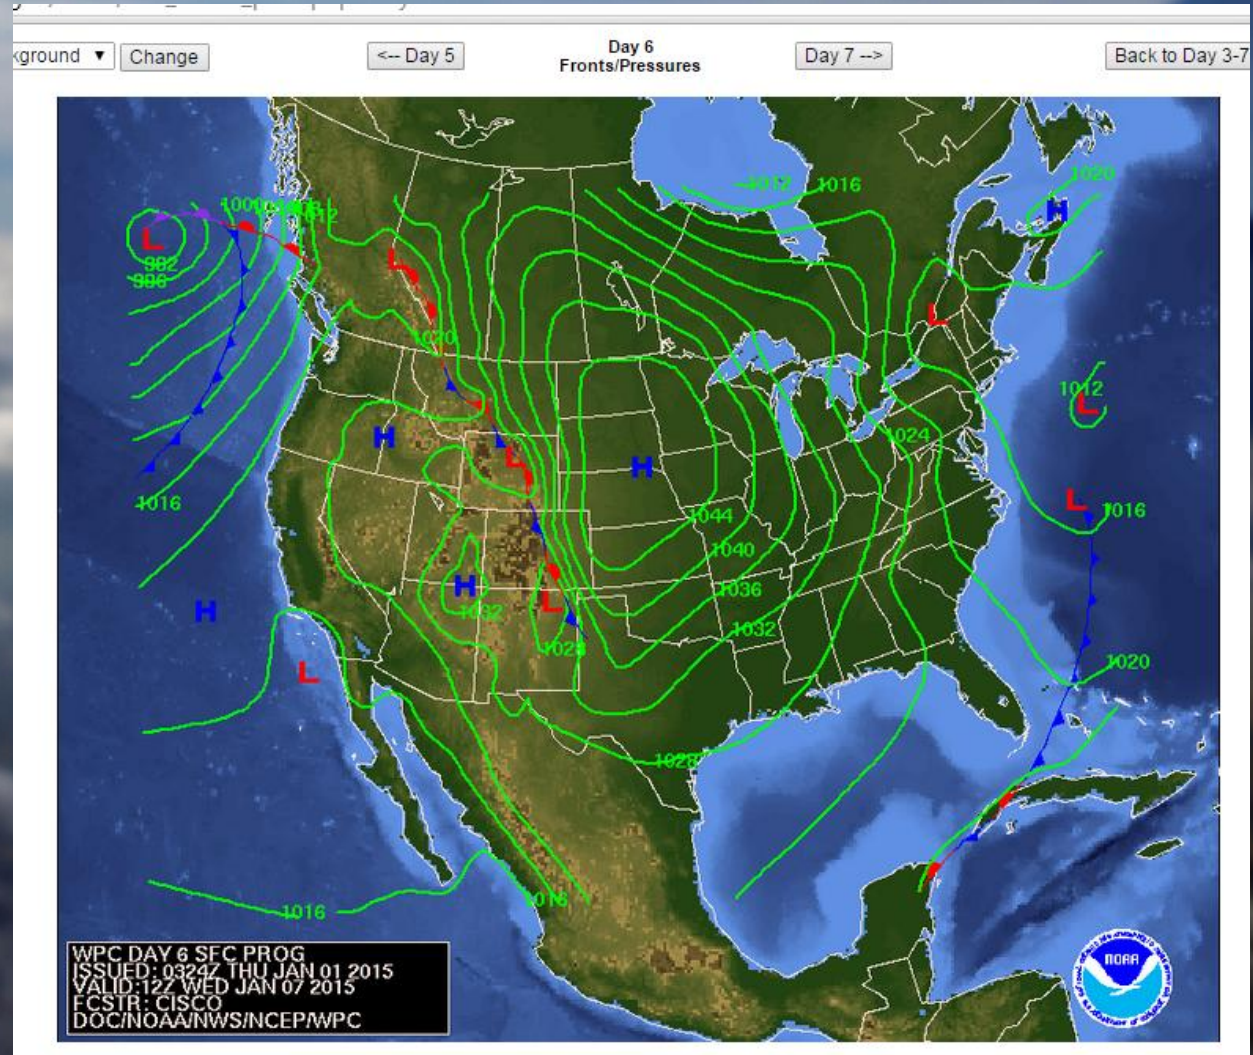 kground ▼ Change <-- Day 5 Day 6 Day 7 --> Back to Day 3-7
Fronts/Pressures
1012 1016
1020
1000
1012
H
L
L
982
986
1020
L
1012
L
H
1024
H
L
L
1016
1044
1016
1040
H
1036
H
L
1032
1032
1028
L
1020
1028
1016
1016
WPC DAY 6 SFC PROG
ISSUED: 0324Z THU JAN 01 2015
VALID:12Z WED JAN 07 2015
FCSTR: CISCO
DOC/NOAA/NWS/NCEP/WPC
NOAA